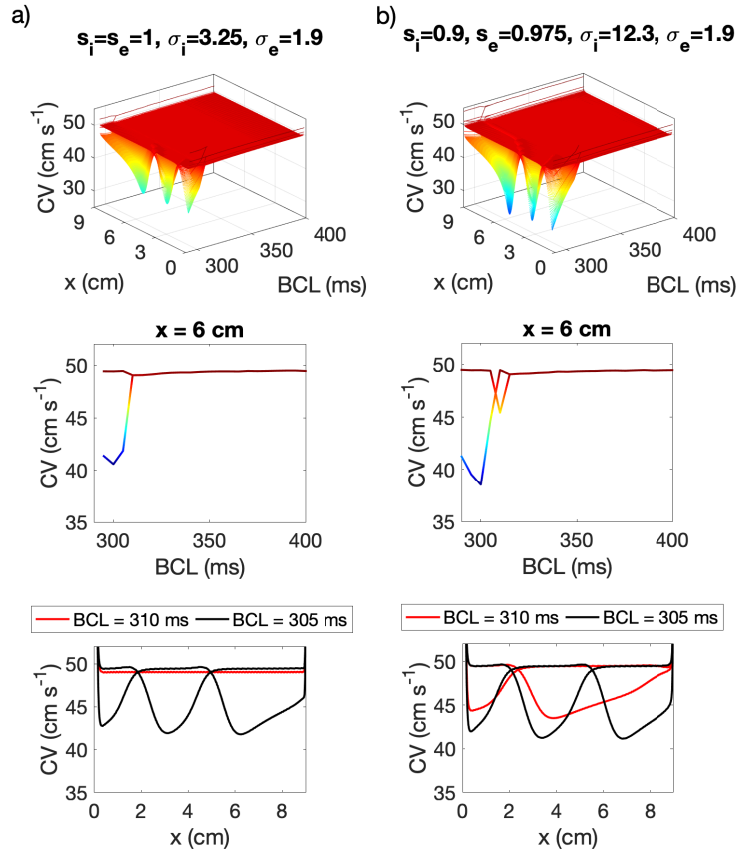 a)
s_i=s_e=1, σ_i=3.25, σ_e=1.9
CV (cm s⁻¹)
50
40
30
9
6
3
0
x (cm)
300
350
400
BCL (ms)
x = 6 cm
CV (cm s⁻¹)
50
45
40
35
300
350
400
BCL (ms)
BCL = 310 ms BCL = 305 ms
CV (cm s⁻¹)
50
45
40
35
0 2 4 6 8
x (cm)
b)
s_i=0.9, s_e=0.975, σ_i=12.3, σ_e=1.9
CV (cm s⁻¹)
50
40
30
9
6
3
0
x (cm)
300
350
400
BCL (ms)
x = 6 cm
CV (cm s⁻¹)
50
45
40
35
300
350
400
BCL (ms)
BCL = 310 ms BCL = 305 ms
CV (cm s⁻¹)
50
45
40
35
0 2 4 6 8
x (cm)